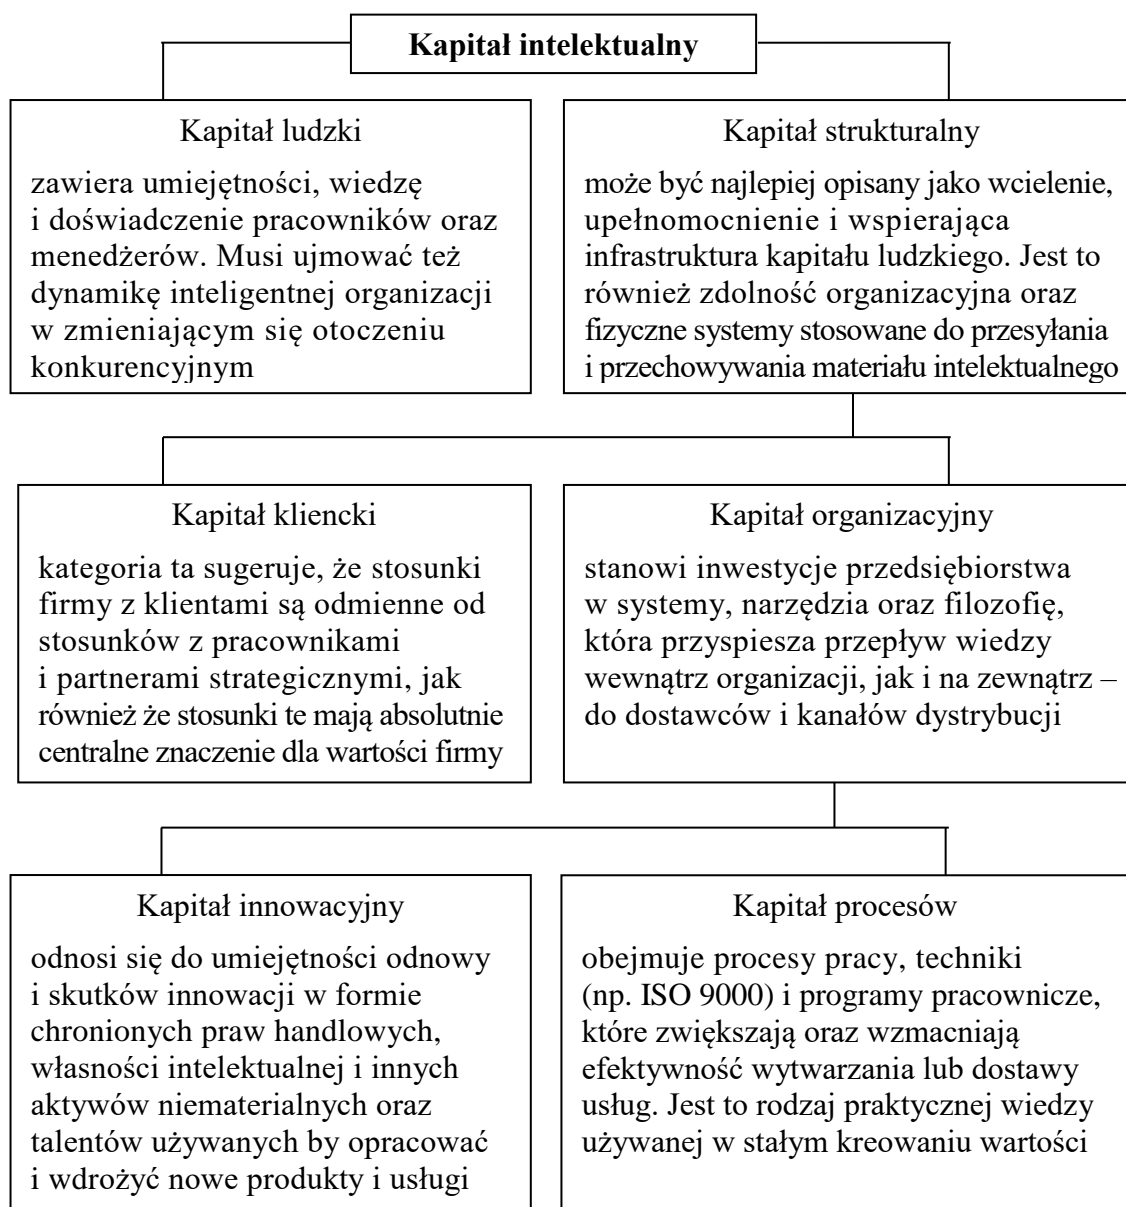 Kapitał intelektualny
Kapitał ludzki
zawiera umiejętności, wiedzę
i doświadczenie pracowników oraz
menedżerów. Musi ujmować też
dynamikę inteligentnej organizacji
w zmieniającym się otoczeniu
konkurencyjnym
Kapitał strukturalny
może być najlepiej opisany jako wcielenie,
upełnomocnienie i wspierająca
infrastruktura kapitału ludzkiego. Jest to
również zdolność organizacyjna oraz
fizyczne systemy stosowane do przesyłania
i przechowywania materiału intelektualnego
Kapitał kliencki
kategoria ta sugeruje, że stosunki
firmy z klientami są odmienne od
stosunków z pracownikami
i partnerami strategicznymi, jak
również że stosunki te mają absolutnie
centralne znaczenie dla wartości firmy
Kapitał organizacyjny
stanowi inwestycje przedsiębiorstwa
w systemy, narzędzia oraz filozofię,
która przyspiesza przepływ wiedzy
wewnątrz organizacji, jak i na zewnątrz –
do dostawców i kanałów dystrybucji
Kapitał innowacyjny
odnosi się do umiejętności odnowy
i skutków innowacji w formie
chronionych praw handlowych,
własności intelektualnej i innych
aktywów niematerialnych oraz
talentów używanych by opracować
i wdrożyć nowe produkty i usługi
Kapitał procesów
obejmuje procesy pracy, techniki
(np. ISO 9000) i programy pracownicze,
które zwiększają oraz wzmacniają
efektywność wytwarzania lub dostawy
usług. Jest to rodzaj praktycznej wiedzy
używanej w stałym kreowaniu wartości